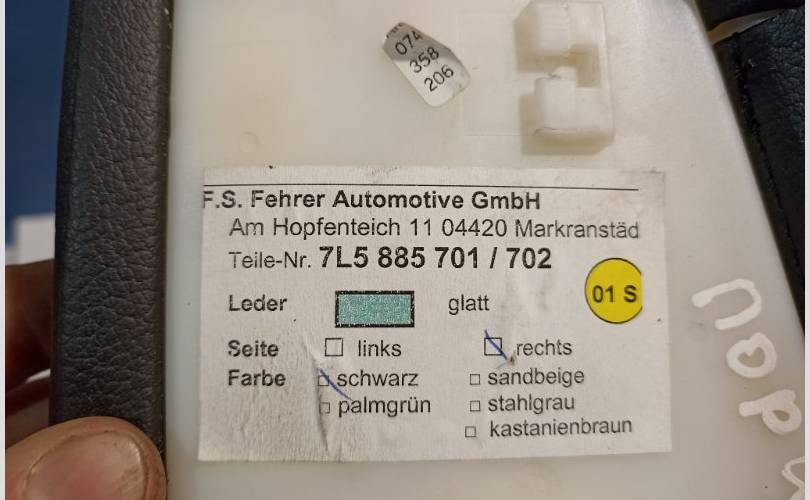 074
358
206
F.S. Fehrer Automotive GmbH
Am Hopfenteich 11 04420 Markranstäd
Teile-Nr. 7L5 885 701 / 702
Leder glatt
01 S
Seite links rechts
Farbe schwarz sandbeige
palmgrün stahlgrau
kastanienbraun